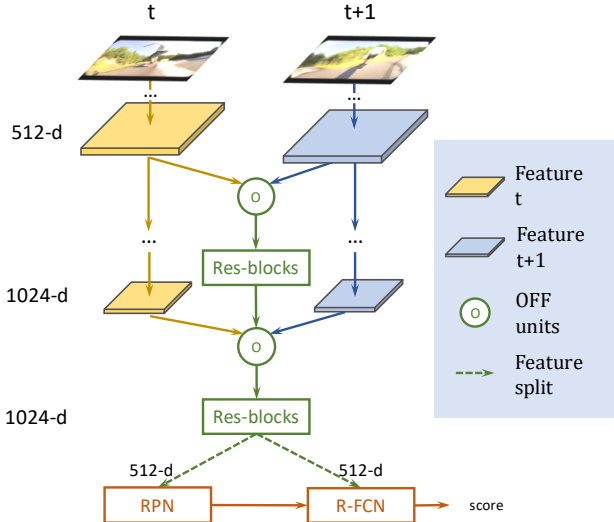 t
t+1
...
...
512-d
O
...
...
Res-blocks
1024-d
O
Res-blocks
1024-d
512-d
512-d
RPN
R-FCN
score
Feature
t
Feature
t+1
O
OFF
units
Feature
split